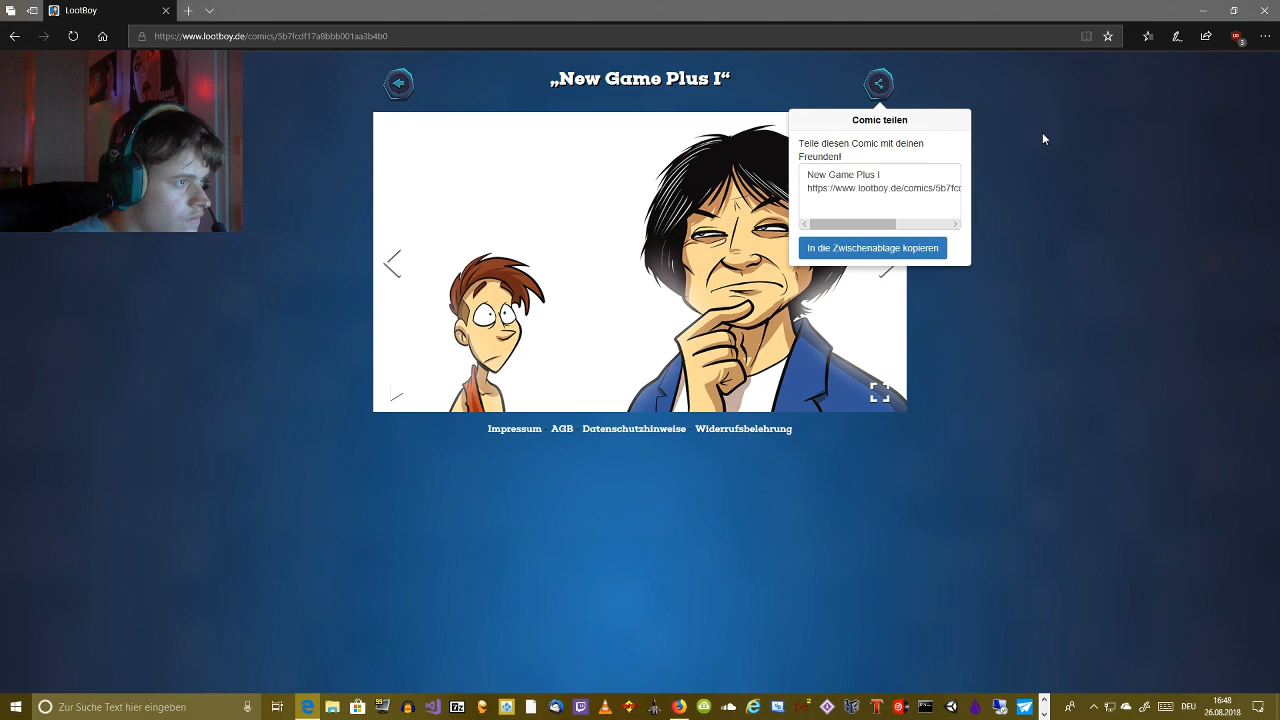 LootBoy
https://www.lootboy.de/comics/5b7fcdf17a8bbb001aa3b4b0
„New Game Plus I“
Comic teilen
Teile diesen Comic mit deinen
Freunden!
New Game Plus I
https://www.lootboy.de/comics/5b7fcd
In die Zwischenablage kopieren
Impressum - AGB - Datenschutzhinweise - Widerrufsbelehrung
Zur Suche Text hier eingeben
DEU
16:48
26.08.2018